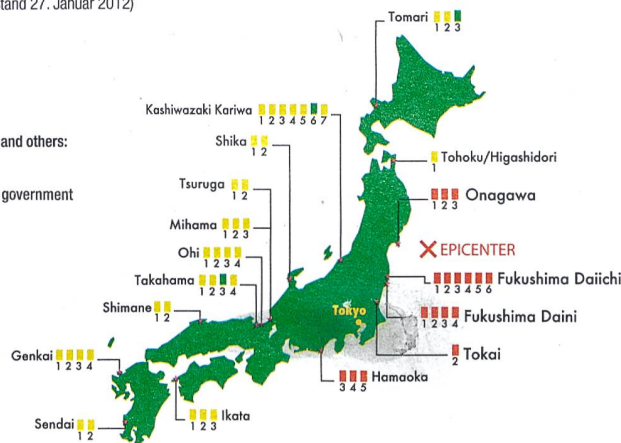 tand 27. Januar 2012)
Tomari
1 2 3
Kashiwazaki Kariwa
1 2 3 4 5 6 7
and others:
Shika
1 2
Tohoku/Higashidori
1
Tsuruga
1 2
government
Onagawa
1 2 3
Mihama
1 2 3
EPICENTER
Ohi
1 2 3 4
Takahama
1 2 3 4
Fukushima Daiichi
1 2 3 4 5 6
Shimane
1 2
Tokyo
Fukushima Daini
1 2 3 4
Genkai
1 2 3 4
Tokai
2
Hamaoka
3 4 5
Ikata
1 2 3
Sendai
1 2